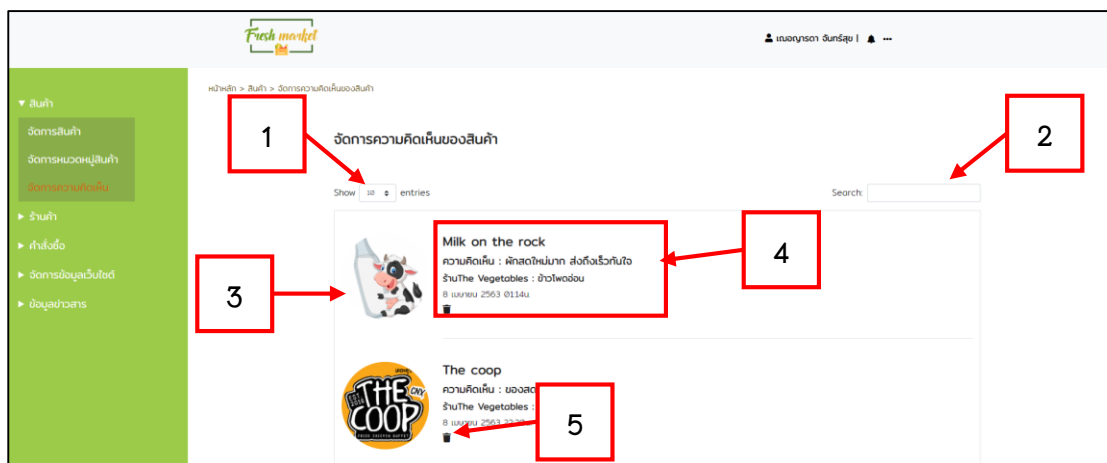 Fresh market
เฌอญารดา จันทร์สุข |
หน้าหลัก > สินค้า > จัดการความคิดเห็นของสินค้า
สินค้า
จัดการสินค้า
จัดการหมวดหมู่สินค้า
จัดการความคิดเห็น
ร้านค้า
คำสั่งซื้อ
จัดการข้อมูลเว็บไซต์
ข้อมูลข่าวสาร
1
2
จัดการความคิดเห็นของสินค้า
Show 10 entries
Search:
Milk on the rock
ความคิดเห็น : ผักสดใหม่มาก ส่งถึงเร็วทันใจ
ร้านThe Vegetables : ข้าวโพดอ่อน
8 เมษายน 2563 01:14น.
3
4
The coop
ความคิดเห็น : ของสด
ร้านThe Vegetables :
8 เมษายน 2563
THE
COOP
5